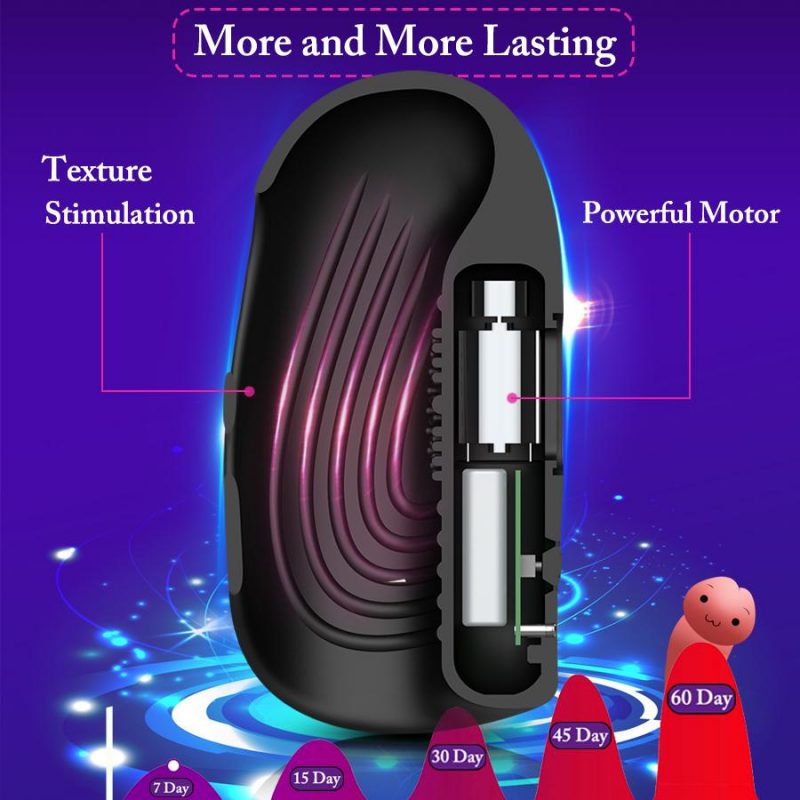 More and More Lasting
Texture
Stimulation
Powerful Motor
7 Day
15 Day
30 Day
45 Day
60 Day